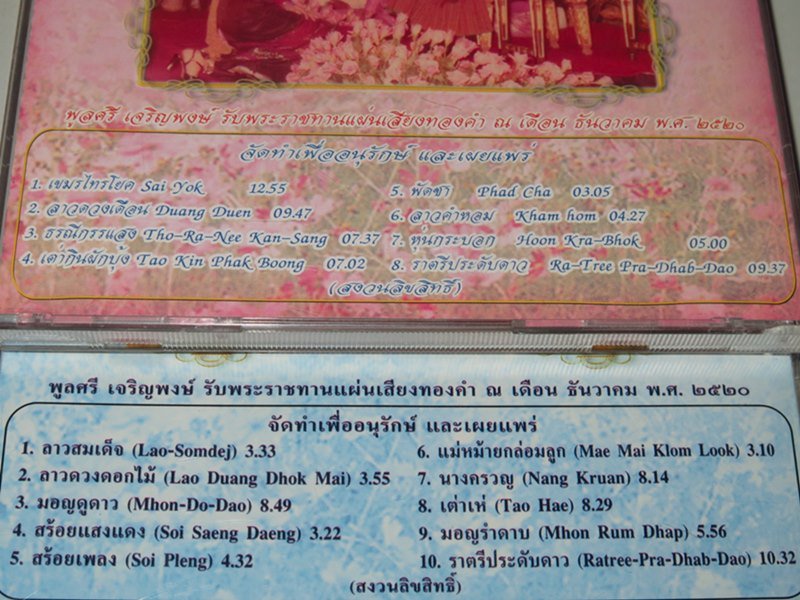 พูลศรี เจริญพงษ์ รับพระราชทานแผ่นเสียงทองคำ ณ เดือน ธันวาคม พ.ศ. ๒๕๒๐
จัดทำเพื่ออนุรักษ์ และเผยแพร่
1. เขมรไทรโยค Sai Yok 12.55
2. ลาวดวงเดือน Duang Duen 09.47
3. ธรณีกรรแสง Tho-Ra-Nee Kan-Sang 07.37
4. เต่ากินผักบุ้ง Tao Kin Phak Boong 07.02
5. พัดชา Phad Cha 03.05
6. ลาวคำหอม Kham hom 04.27
7. หุ่นกระบอก Hoon Kra-Bhok 05.00
8. ราตรีประดับดาว Ra-Tree Pra-Dhab-Dao 09.37
(สงวนลิขสิทธิ์)
พูลศรี เจริญพงษ์ รับพระราชทานแผ่นเสียงทองคำ ณ เดือน ธันวาคม พ.ศ. ๒๕๒๐
จัดทำเพื่ออนุรักษ์ และเผยแพร่
1. ลาวสมเด็จ (Lao-Somdej) 3.33
2. ลาวดวงดอกไม้ (Lao Duang Dhok Mai) 3.55
3. มอญดูดาว (Mhon-Do-Dao) 8.49
4. สร้อยแสงแดง (Soi Saeng Daeng) 3.22
5. สร้อยเพลง (Soi Pleng) 4.32
6. แม่หม้ายกล่อมลูก (Mae Mai Klom Look) 3.10
7. นางครวญ (Nang Kruan) 8.14
8. เต่าเห่ (Tao Hae) 8.29
9. มอญรำดาบ (Mhon Rum Dhap) 5.56
10. ราตรีประดับดาว (Ratree-Pra-Dhab-Dao) 10.32
(สงวนลิขสิทธิ์)